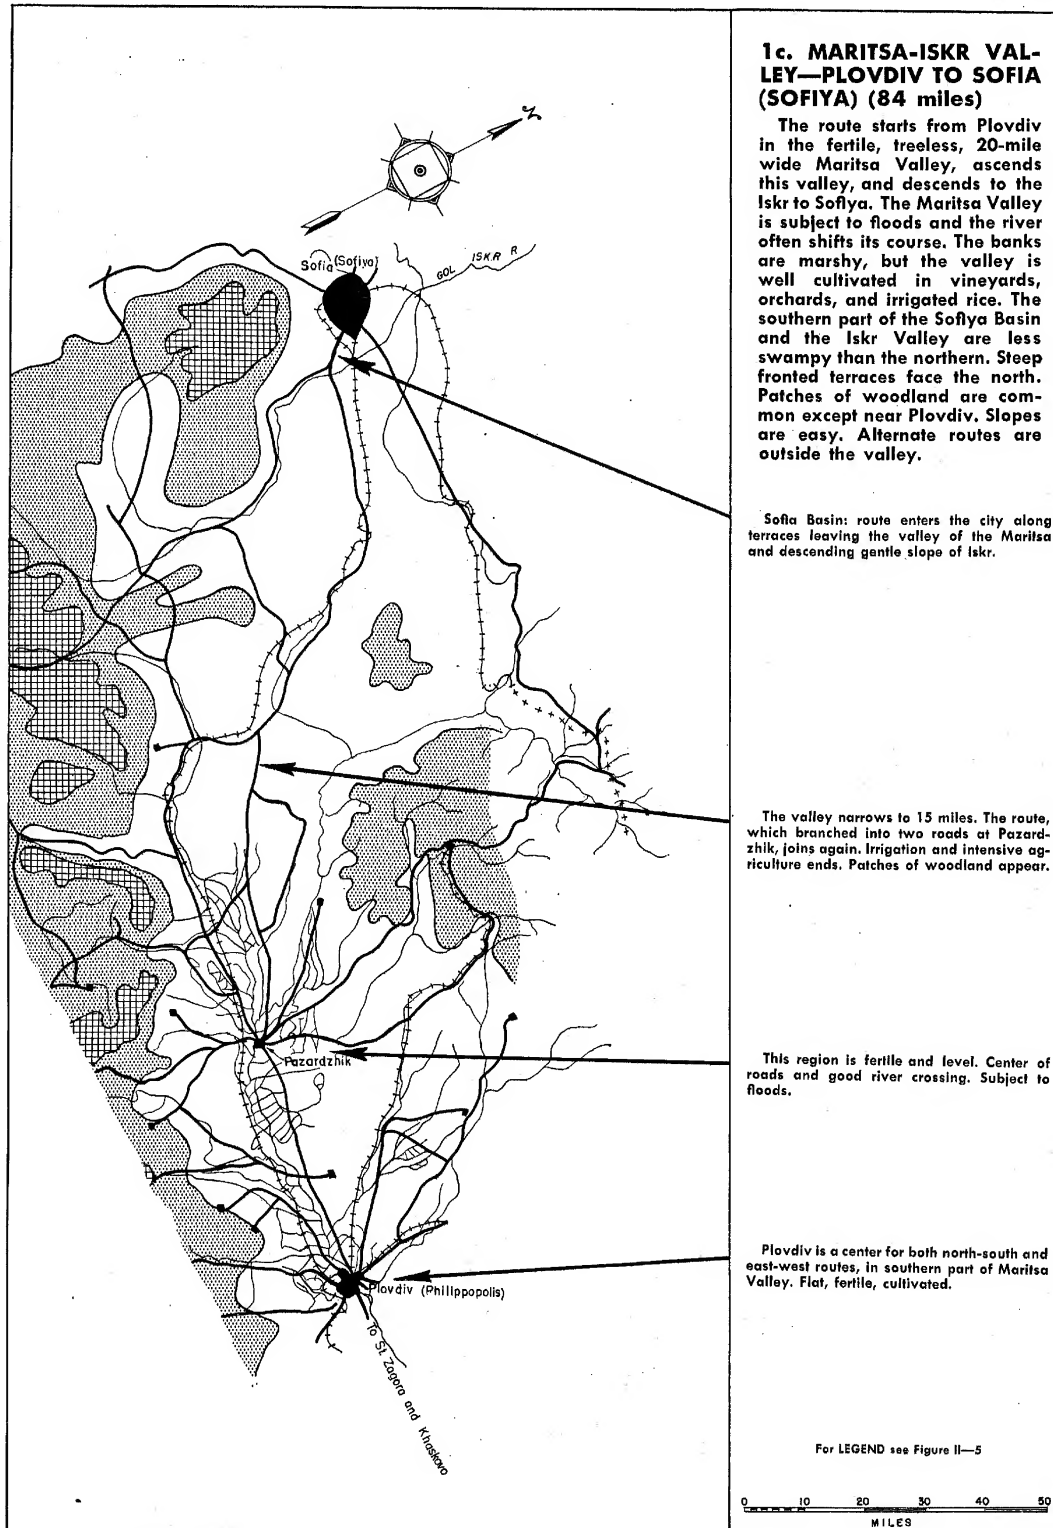 1c. MARITSA-ISKR VAL-
LEY—PLOVDIV TO SOFIA
(SOFIYA) (84 miles)
The route starts from Plovdiv
in the fertile, treeless, 20-mile
wide Maritsa Valley, ascends
this valley, and descends to the
Iskr to Sofiya. The Maritsa Valley
is subject to floods and the river
often shifts its course. The banks
are marshy, but the valley is
well cultivated in vineyards,
orchards, and irrigated rice. The
southern part of the Sofiya Basin
and the Iskr Valley are less
swampy than the northern. Steep
fronted terraces face the north.
Patches of woodland are com-
mon except near Plovdiv. Slopes
are easy. Alternate routes are
outside the valley.
N
Sofia (Sofiya)
GOL ISKR R
Sofia Basin: route enters the city along
terraces leaving the valley of the Maritsa
and descending gentle slope of Iskr.
The valley narrows to 15 miles. The route,
which branched into two roads at Pazard-
zhik, joins again. Irrigation and intensive ag-
riculture ends. Patches of woodland appear.
Pazardzhik
This region is fertile and level. Center of
roads and good river crossing. Subject to
floods.
Plovdiv is a center for both north-south and
east-west routes, in southern part of Maritsa
Valley. Flat, fertile, cultivated.
Plovdiv (Philippopolis)
To St. Zagora and Khaskovo
For LEGEND see Figure II—5
0 10 20 30 40 50
MILES